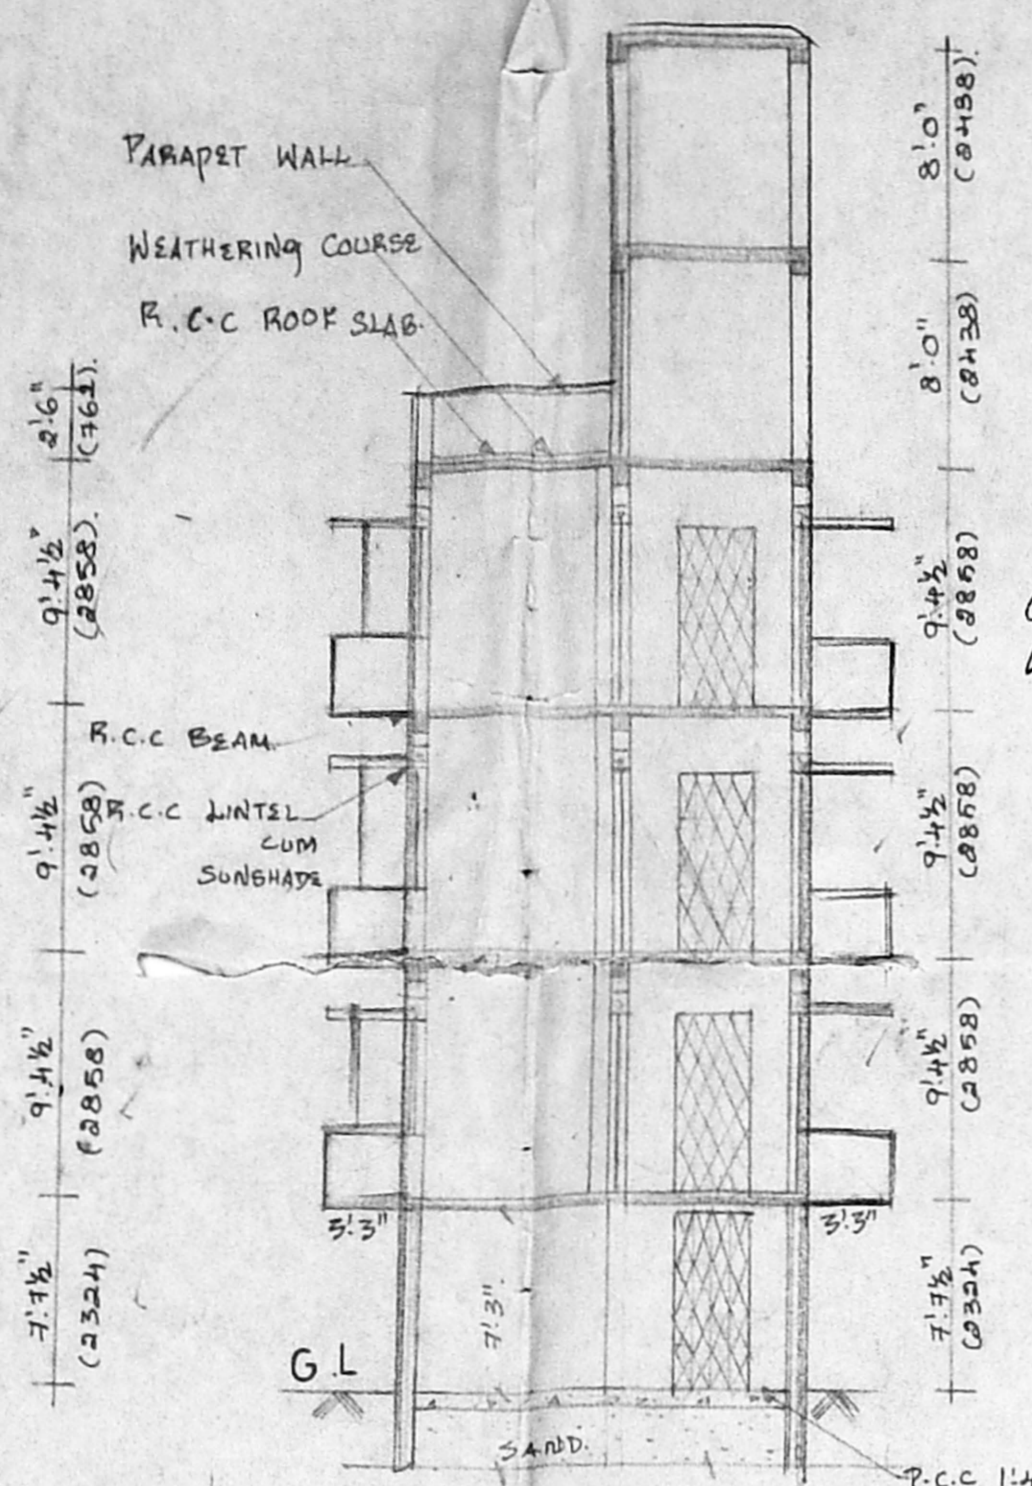 PARAPET WALL
WEATHERING COURSE
R.C.C ROOF SLAB.
2'.6"
(762).
9'.4½"
(2858).
R.C.C BEAM.
9'.4½"
(2858)
R.C.C LINTEL
CUM
SUNSHADE
9'.4½"
(2858)
7'.7½"
(2324)
G.L
3'.3"
7'.3".
3'.3"
SAND.
P.C.C
8'.0"
(2438).
8'.0"
(2438)
9'.4½"
(2858)
9'.4½"
(2858)
9'.4½"
(2858)
7'.7½"
(2324)